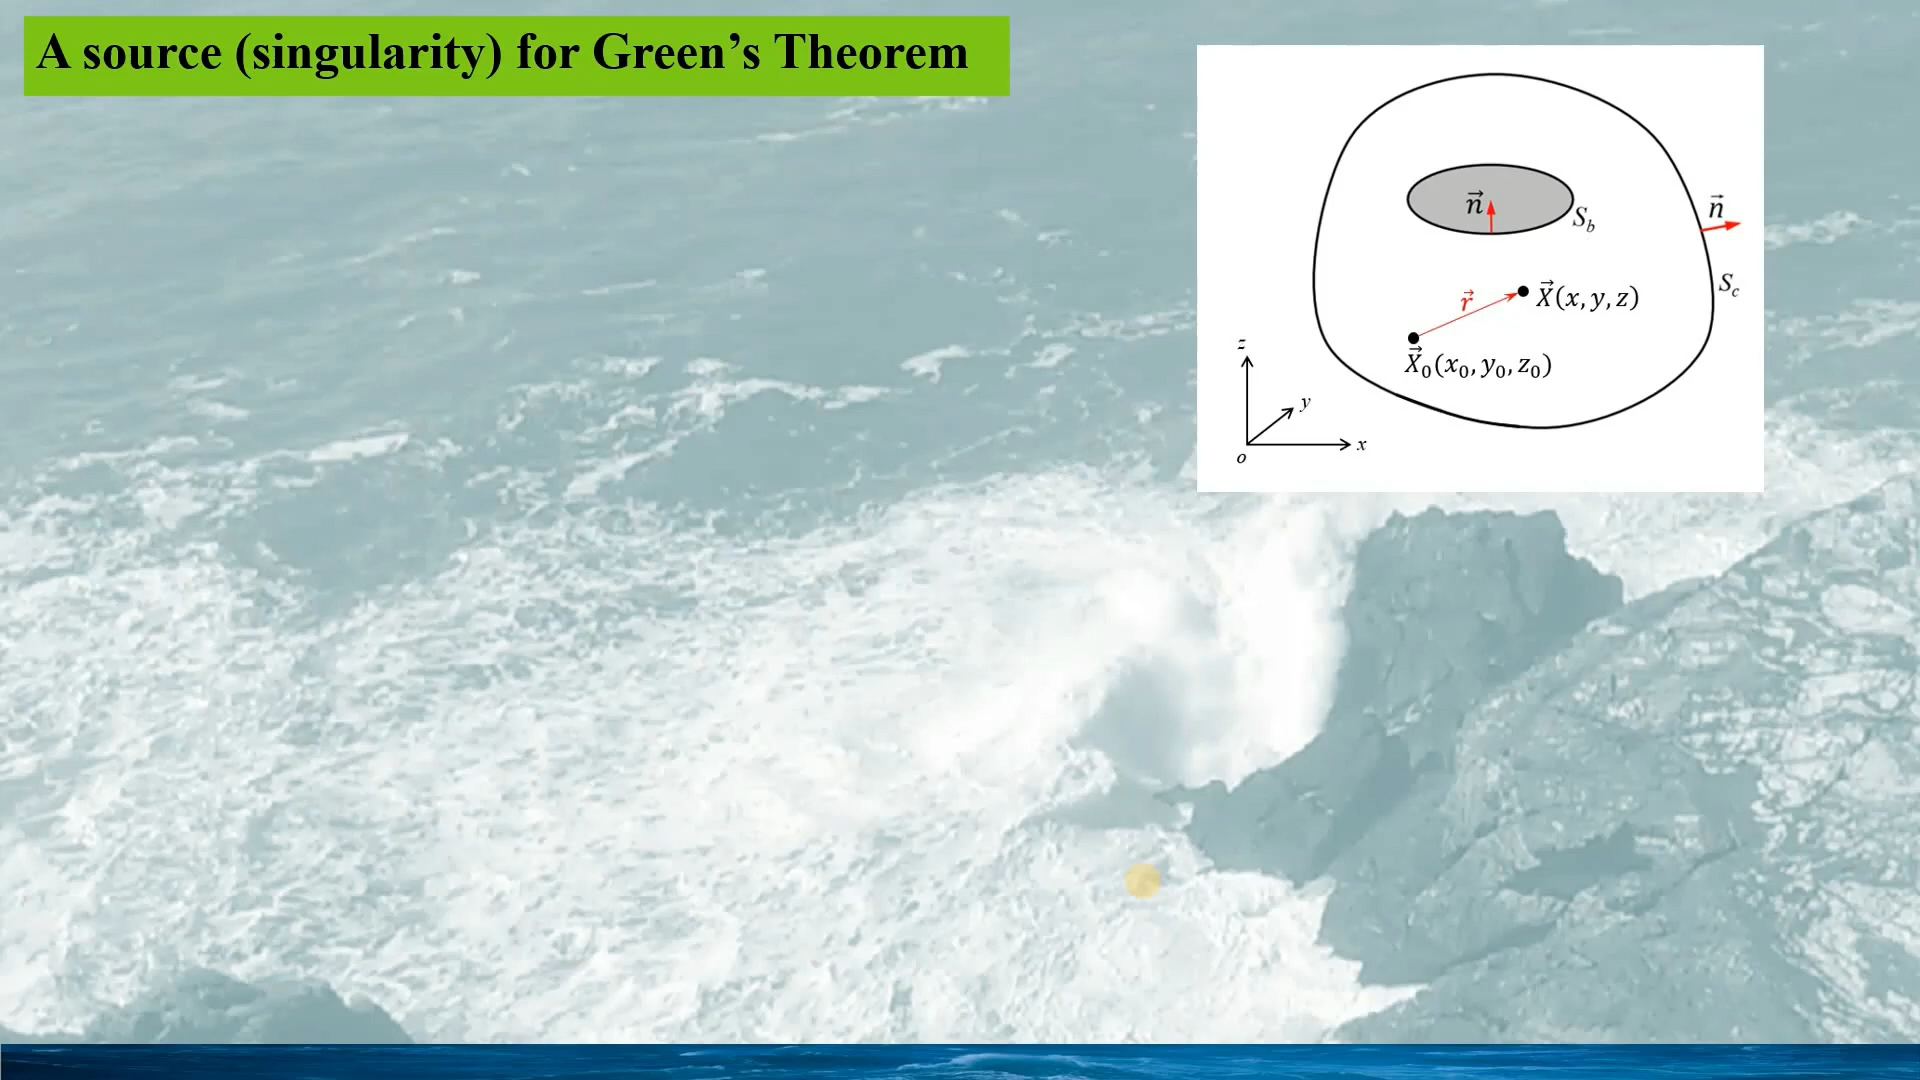 A source (singularity) for Green’s Theorem
n⃗
S_b
n⃗
S_c
r⃗
X⃗(x, y, z)
X⃗₀(x₀, y₀, z₀)
z
y
x
o